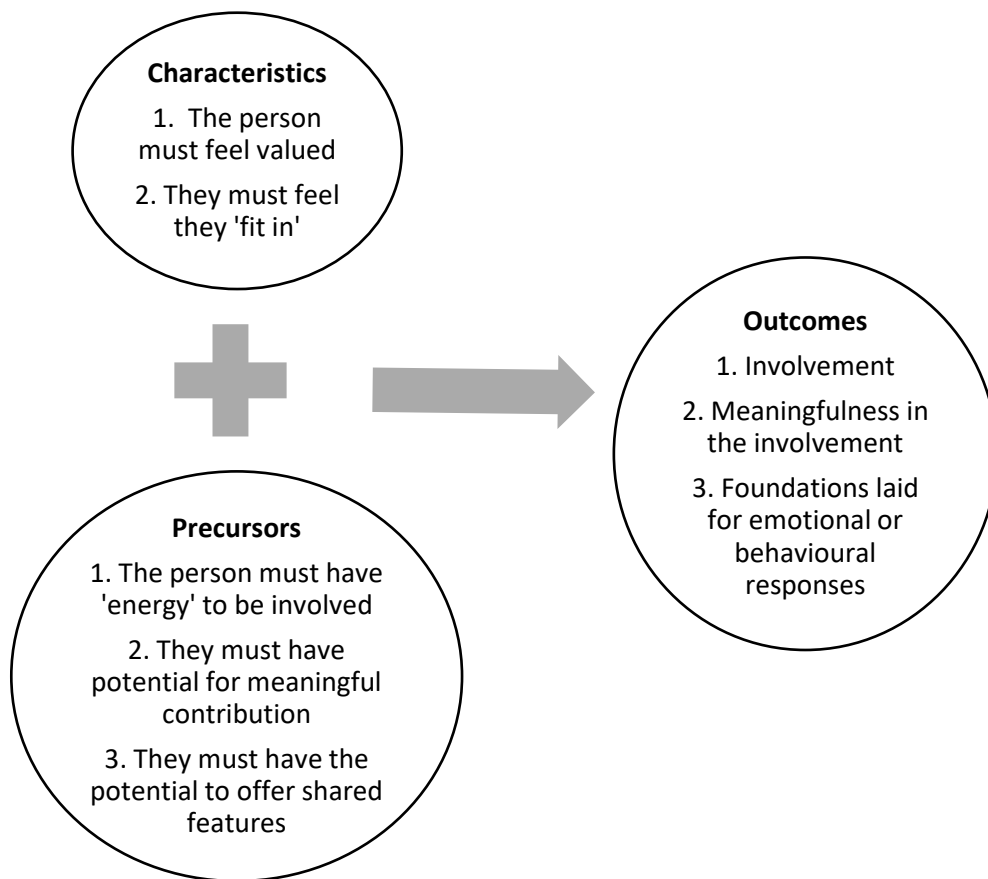 Characteristics
1. The person
must feel valued
2. They must feel
they 'fit in'
Precursors
1. The person must have
'energy' to be involved
2. They must have
potential for meaningful
contribution
3. They must have the
potential to offer shared
features
Outcomes
1. Involvement
2. Meaningfulness in
the involvement
3. Foundations laid
for emotional or
behavioural
responses